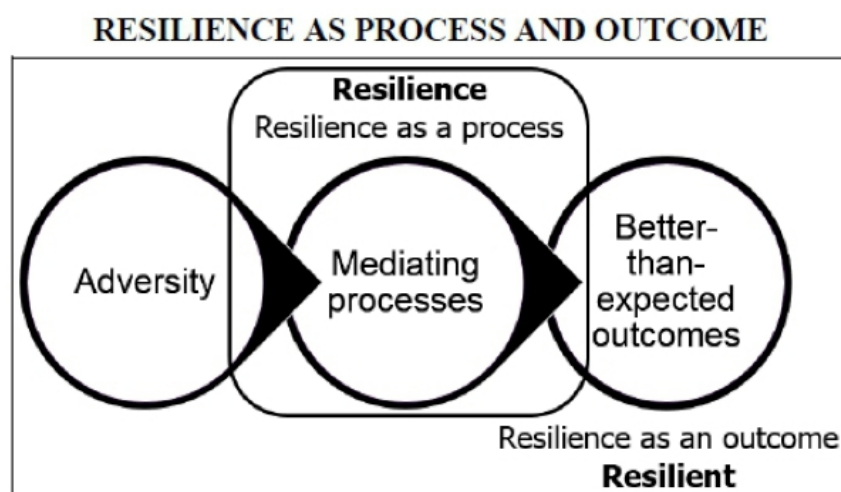 RESILIENCE AS PROCESS AND OUTCOME
Resilience
Resilience as a process
Adversity
Mediating
processes
Better-
than-
expected
outcomes
Resilience as an outcome
Resilient